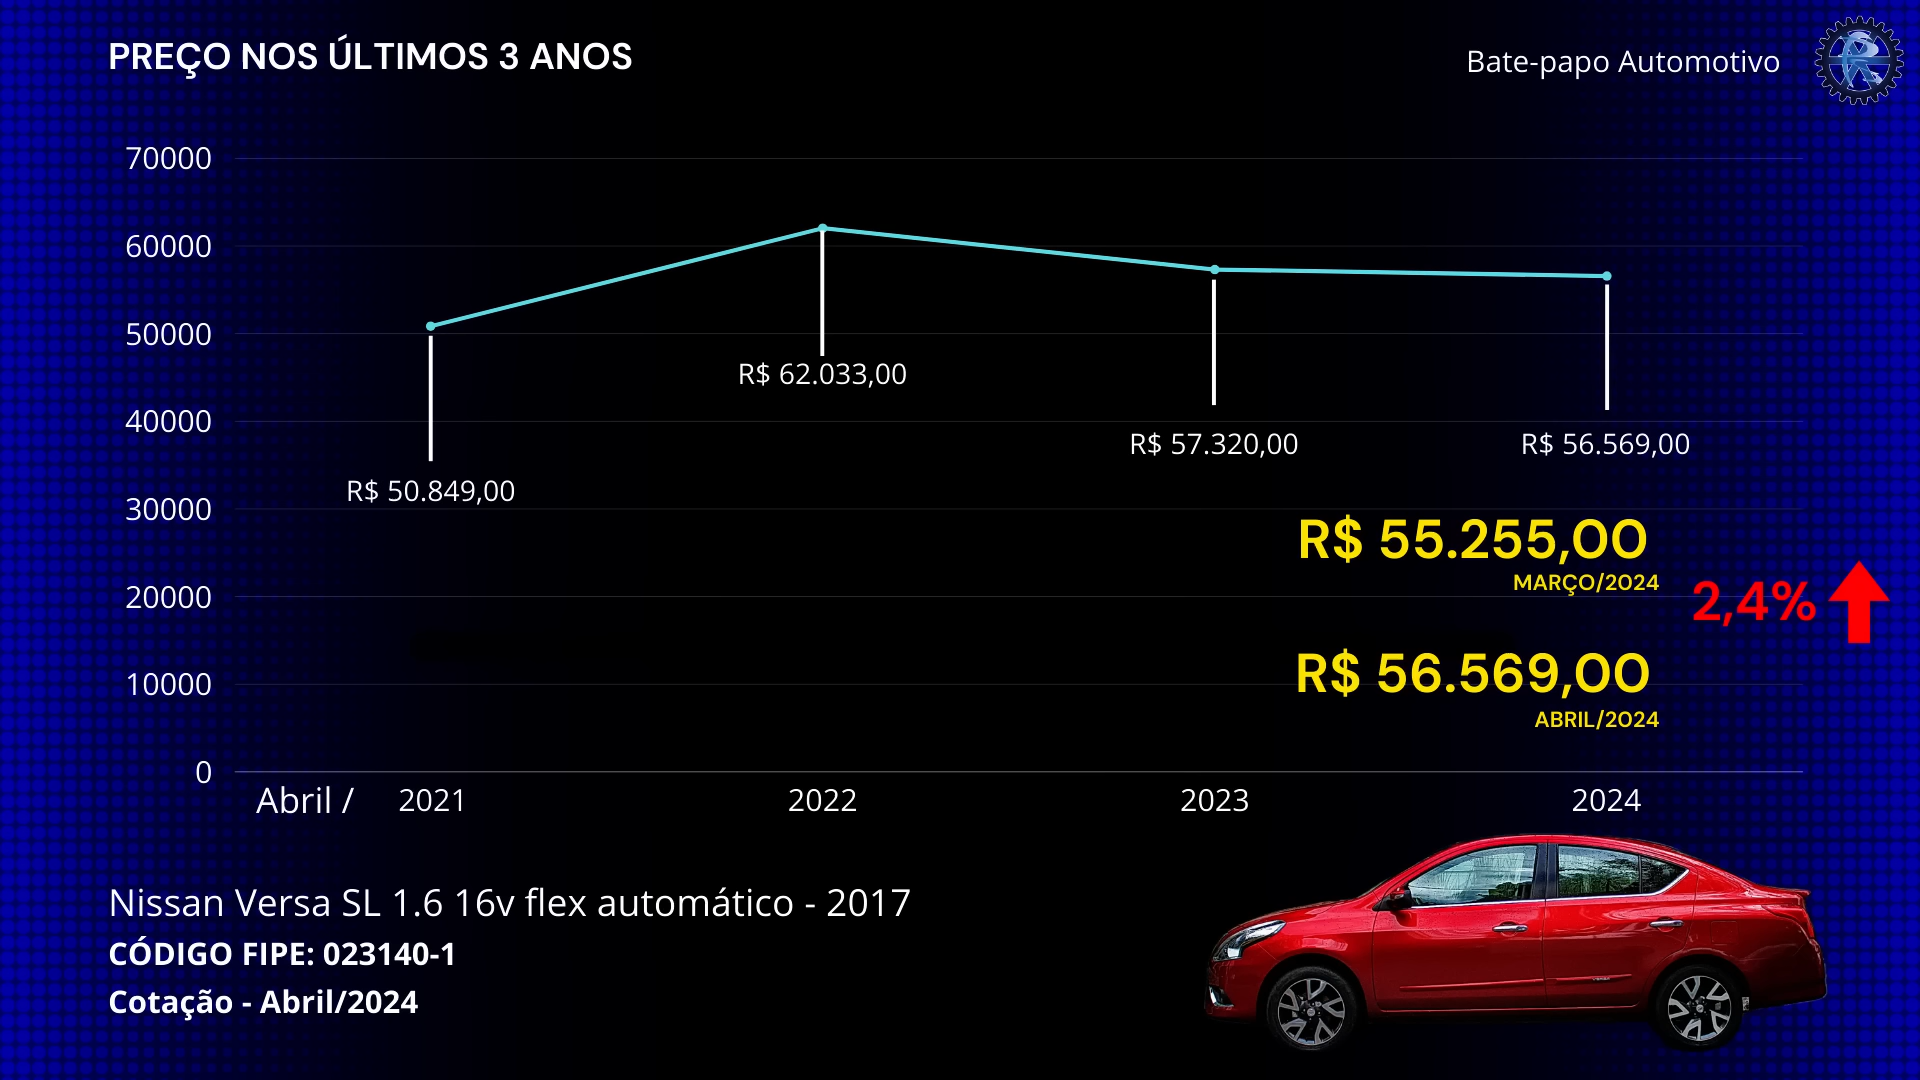 PREÇO NOS ÚLTIMOS 3 ANOS
Bate-papo Automotivo
70000
60000
50000
40000
30000
20000
10000
0
R$ 50.849,00
R$ 62.033,00
R$ 57.320,00
R$ 56.569,00
R$ 55.255,00
MARÇO/2024
2,4%
R$ 56.569,00
ABRIL/2024
Abril / 2021 2022 2023 2024
Nissan Versa SL 1.6 16v flex automático - 2017
CÓDIGO FIPE: 023140-1
Cotação - Abril/2024